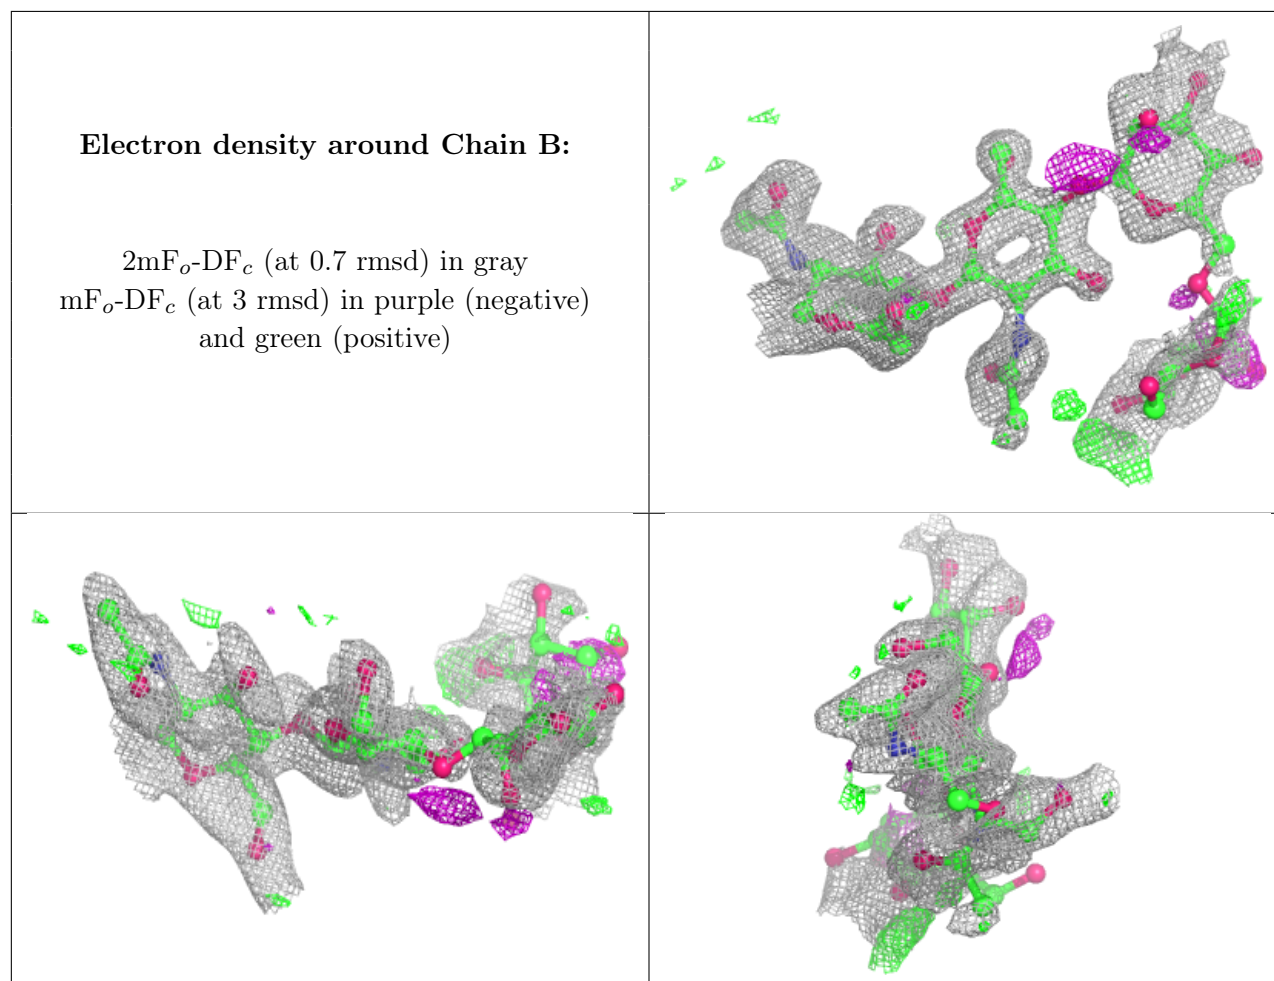 Electron density around Chain B:
2mFₒ-DF𝒸 (at 0.7 rmsd) in gray
mFₒ-DF𝒸 (at 3 rmsd) in purple (negative)
and green (positive)